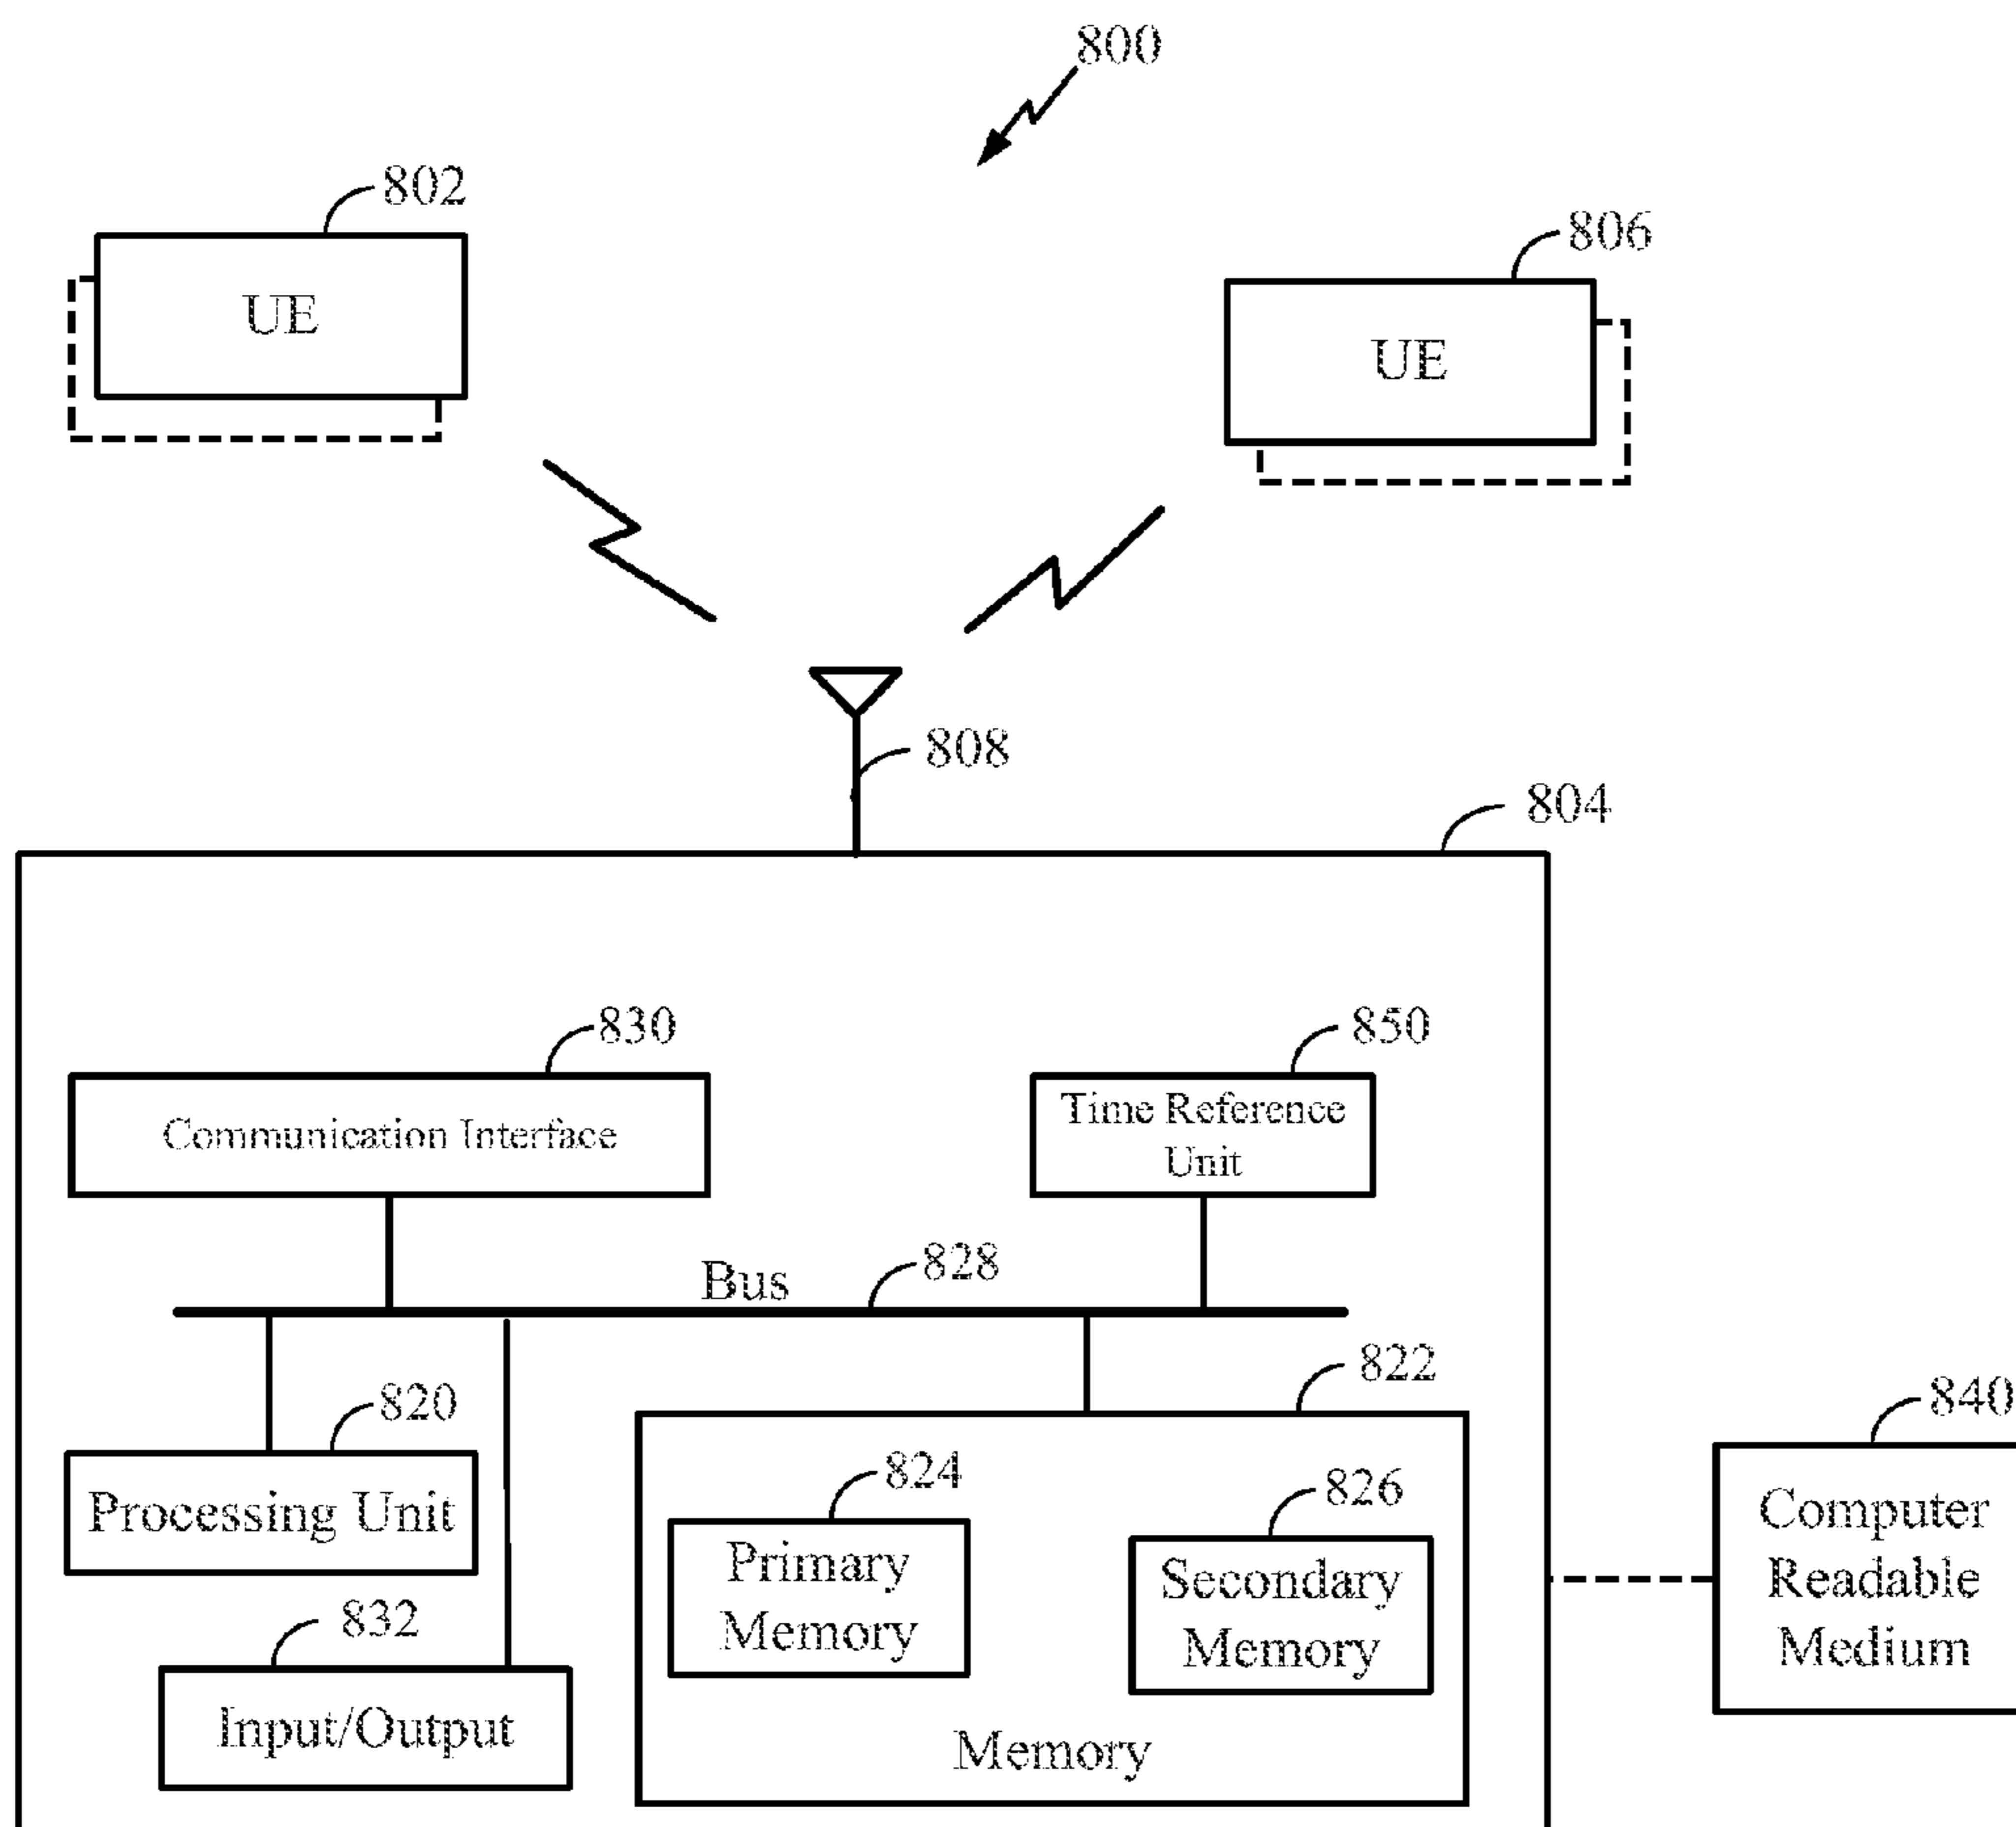 800
802
UE
806
UE
808
804
830
Communication Interface
850
Time Reference
Unit
Bus
828
820
Processing Unit
832
Input/Output
822
824
Primary
Memory
826
Secondary
Memory
Memory
840
Computer
Readable
Medium